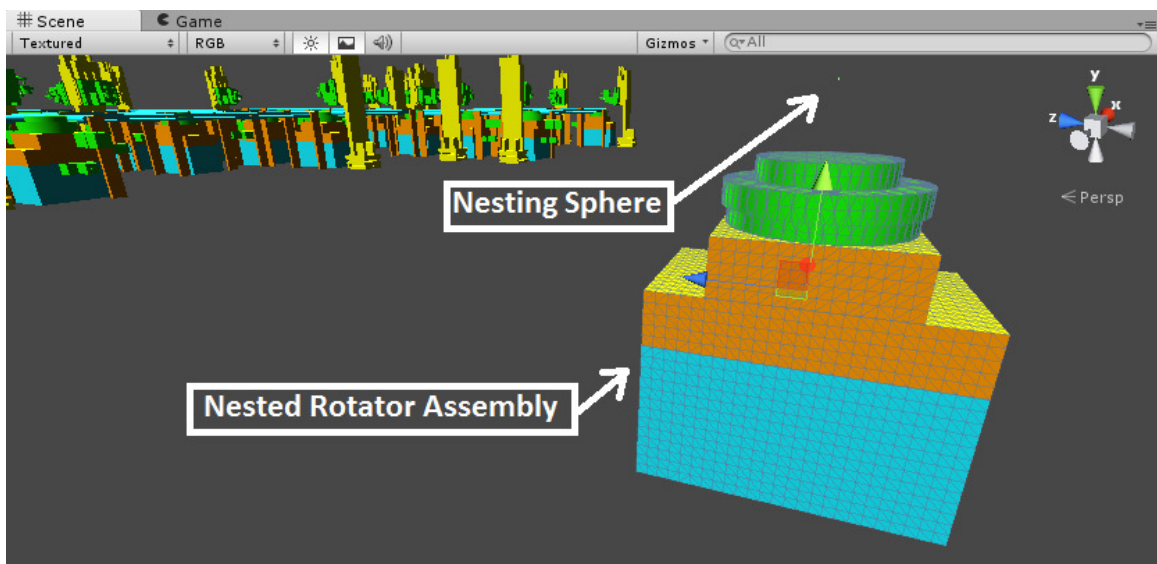 Scene Game
Textured RGB Gizmos All
y
x
z
Persp
Nesting Sphere
Nested Rotator Assembly